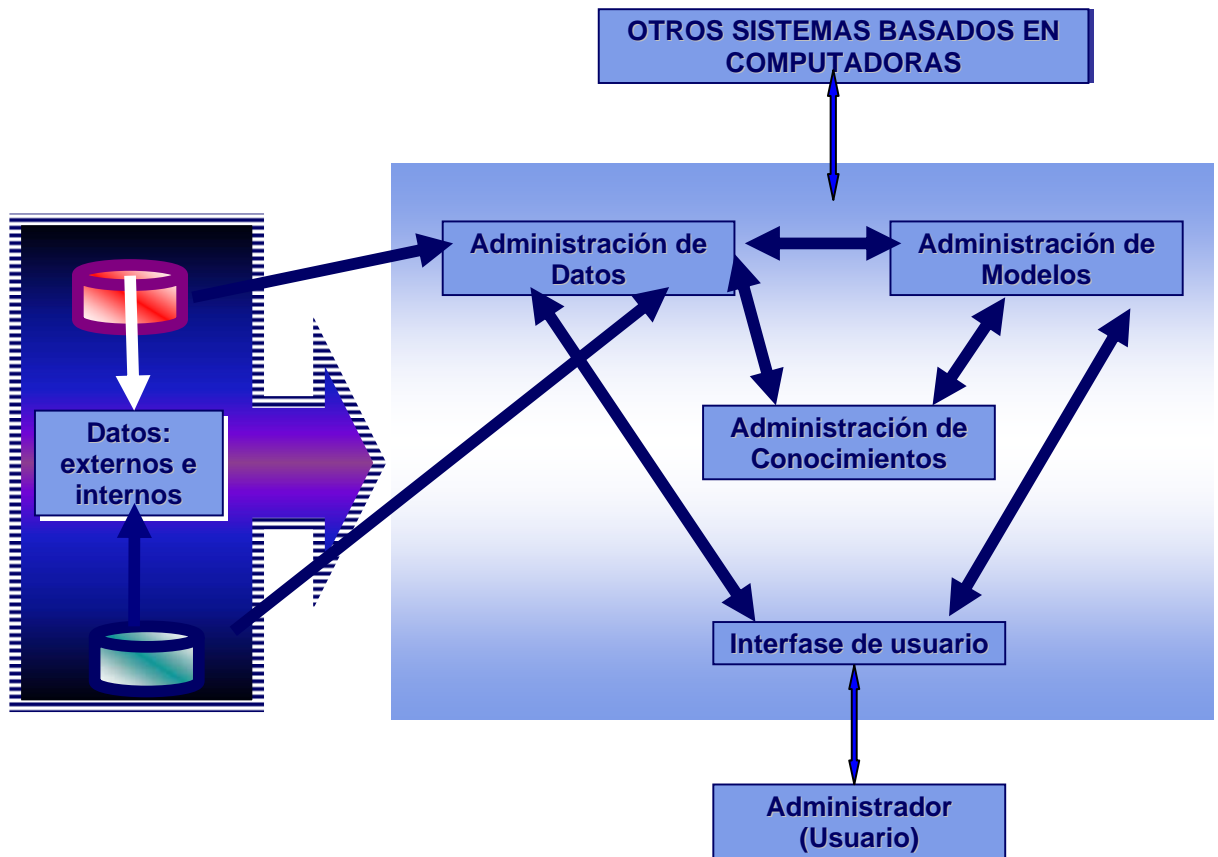 OTROS SISTEMAS BASADOS EN
COMPUTADORAS
Administración de
Datos
Administración de
Modelos
Datos:
externos e
internos
Administración de
Conocimientos
Interfase de usuario
Administrador
(Usuario)